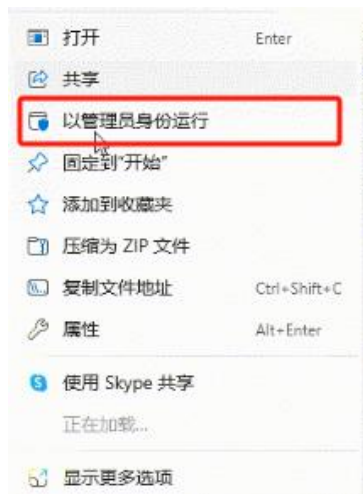 打开 Enter
共享
以管理员身份运行
固定到"开始"
添加到收藏夹
压缩为 ZIP 文件
复制文件地址 Ctrl+Shift+C
属性 Alt+Enter
使用 Skype 共享
正在加载...
显示更多选项